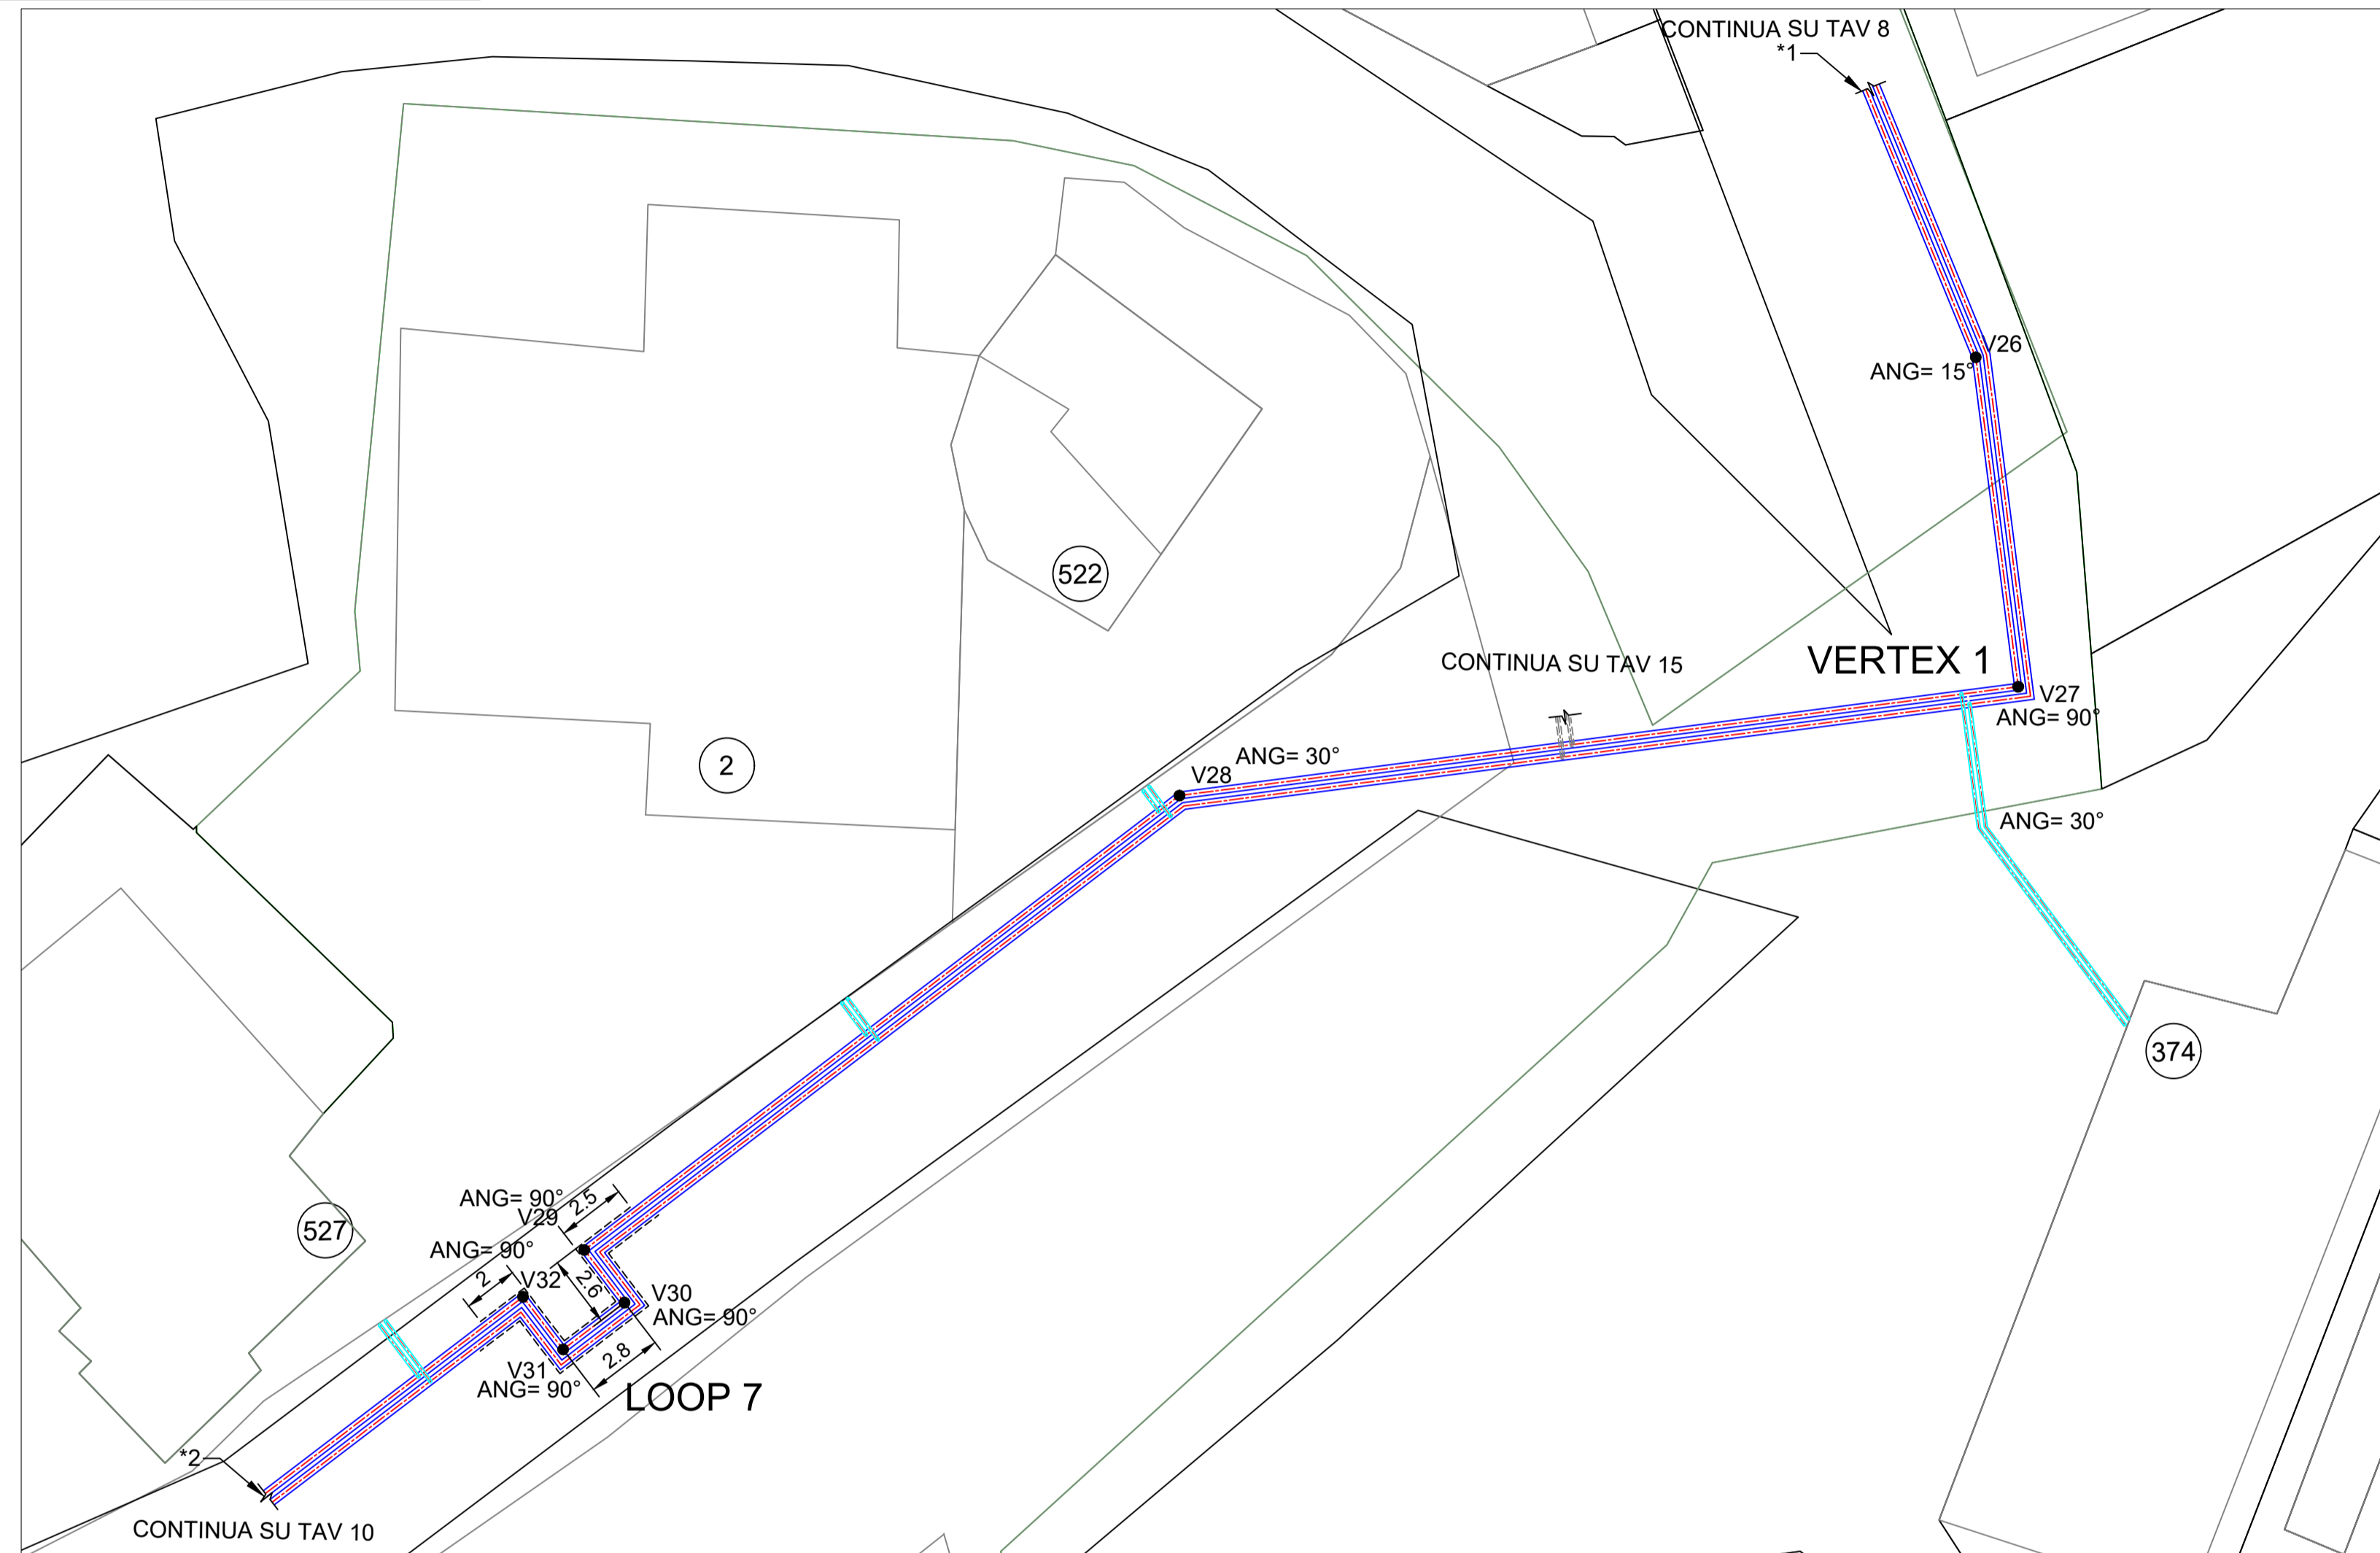 CONTINUA SU TAV 8
*1
V26
ANG= 15°
522
CONTINUA SU TAV 15
VERTEX 1
V27
ANG= 90°
ANG= 30°
V28
2
ANG= 30°
374
ANG= 90°
2.5
V29
527
ANG= 90°
2
V32
2.6
V30
ANG= 90°
2.8
V31
ANG= 90°
LOOP 7
*2
CONTINUA SU TAV 10